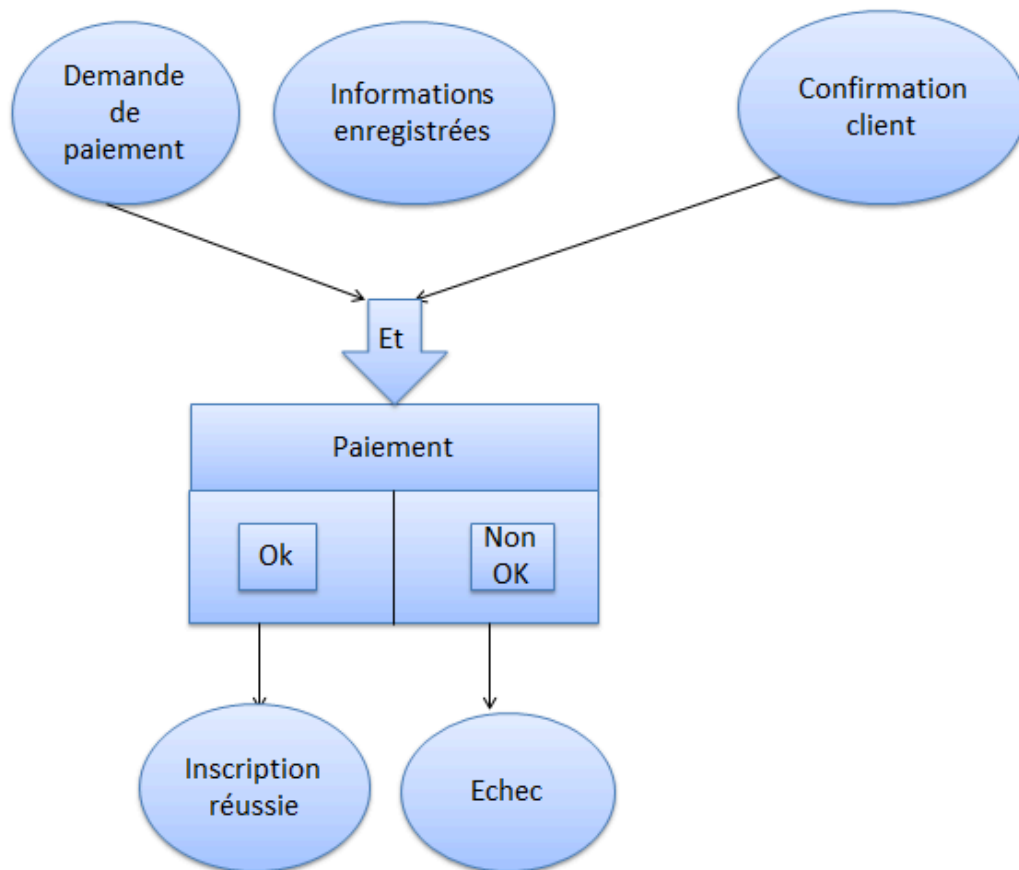 Demande
de
paiement
Informations
enregistrées
Confirmation
client
Et
Paiement
Ok
Non
OK
Inscription
réussie
Echec